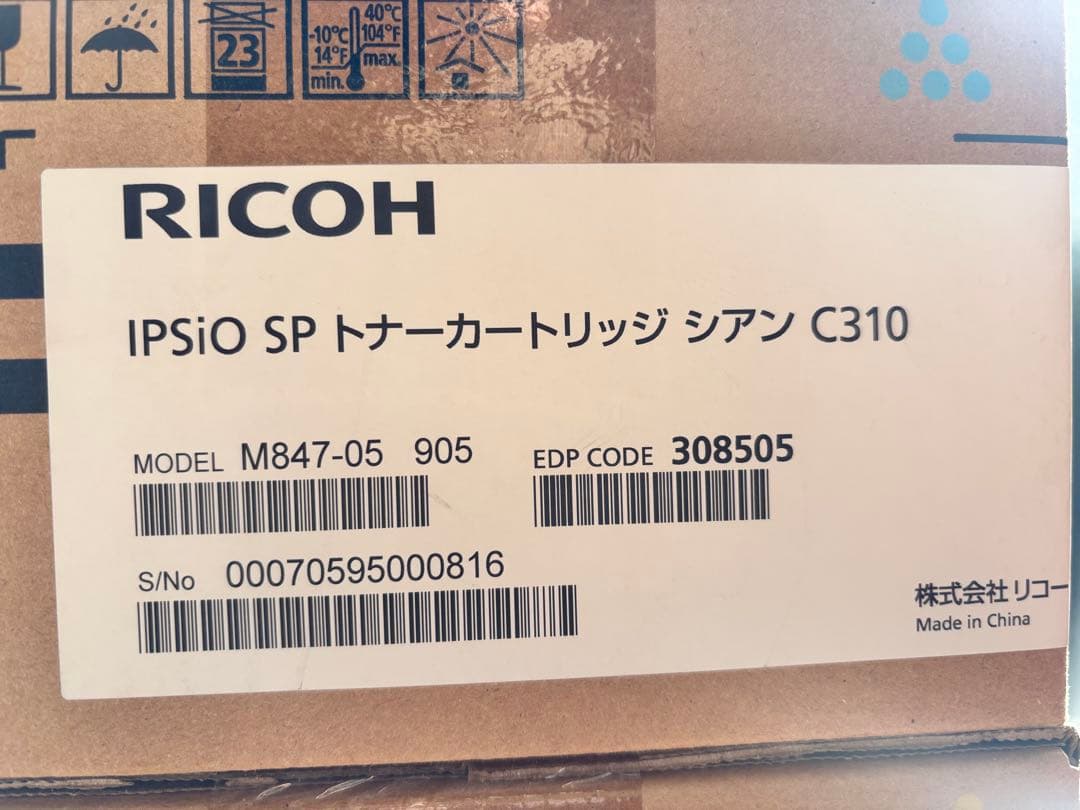 23
-10℃ 40℃
14°F 104°F
min. max.
RICOH
IPSiO SP トナーカートリッジ シアン C310
MODEL M847-05 905 EDP CODE 308505
S/No 00070595000816
株式会社 リコー
Made in China